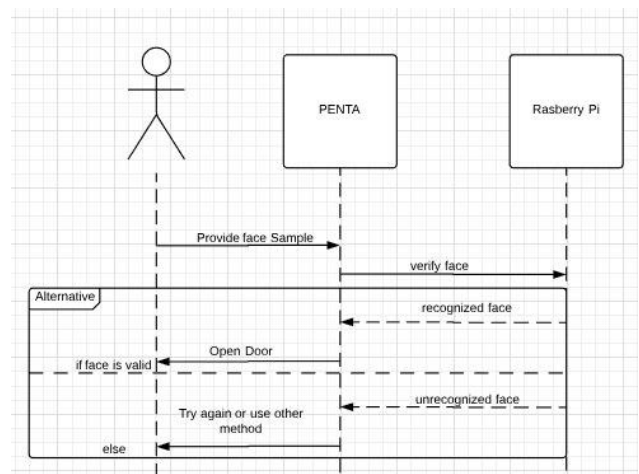 PENTA
Rasberry Pi
Provide face Sample
verify face
Alternative
recognized face
Open Door
if face is valid
unrecognized face
Try again or use other
method
else